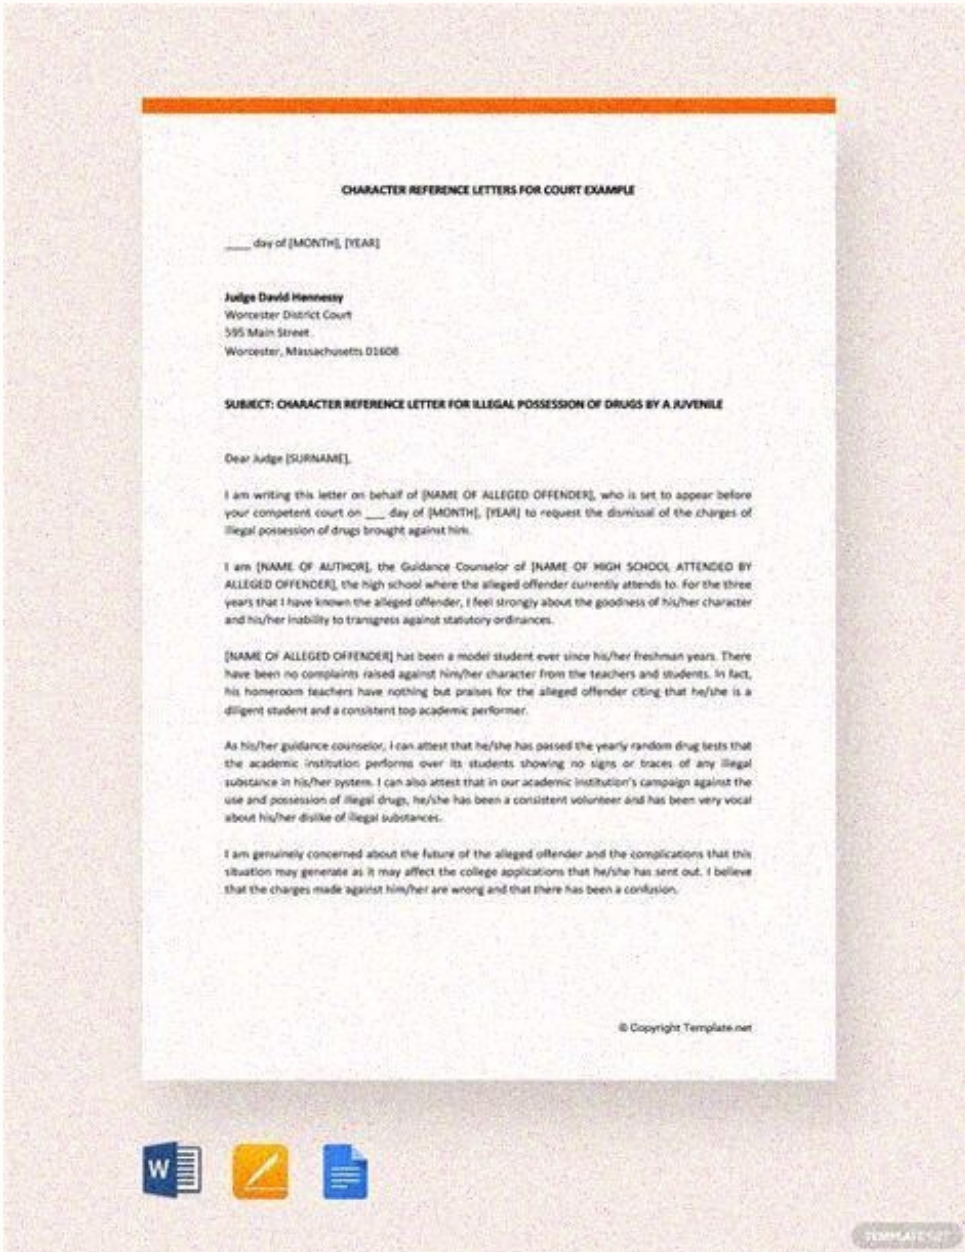 CHARACTER REFERENCE LETTERS FOR COURT EXAMPLE
____ day of [MONTH], [YEAR]
Judge David Hennessy
Worcester District Court
595 Main Street
Worcester, Massachusetts 01608
SUBJECT: CHARACTER REFERENCE LETTER FOR ILLEGAL POSSESSION OF DRUGS BY A JUVENILE
Dear Judge [SURNAME],
I am writing this letter on behalf of [NAME OF ALLEGED OFFENDER], who is set to appear before
your competent court on ___ day of [MONTH], [YEAR] to request the dismissal of the charges of
illegal possession of drugs brought against him.
I am [NAME OF AUTHOR], the Guidance Counselor of [NAME OF HIGH SCHOOL ATTENDED BY
ALLEGED OFFENDER], the high school where the alleged offender currently attends to. For the three
years that I have known the alleged offender, I feel strongly about the goodness of his/her character
and his/her inability to transgress against statutory ordinances.
[NAME OF ALLEGED OFFENDER] has been a model student ever since his/her freshman years. There
have been no complaints raised against him/her character from the teachers and students. In fact,
his homeroom teachers have nothing but praises for the alleged offender citing that he/she is a
diligent student and a consistent top academic performer.
As his/her guidance counselor, I can attest that he/she has passed the yearly random drug tests that
the academic institution performs over its students showing no signs or traces of any illegal
substance in his/her system. I can also attest that in our academic institution's campaign against the
use and possession of illegal drugs, he/she has been a consistent volunteer and has been very vocal
about his/her dislike of illegal substances.
I am genuinely concerned about the future of the alleged offender and the complications that this
situation may generate as it may affect the college applications that he/she has sent out. I believe
that the charges made against him/her are wrong and that there has been a confusion.
© Copyright Template.net
W
TEMPLATE.NET